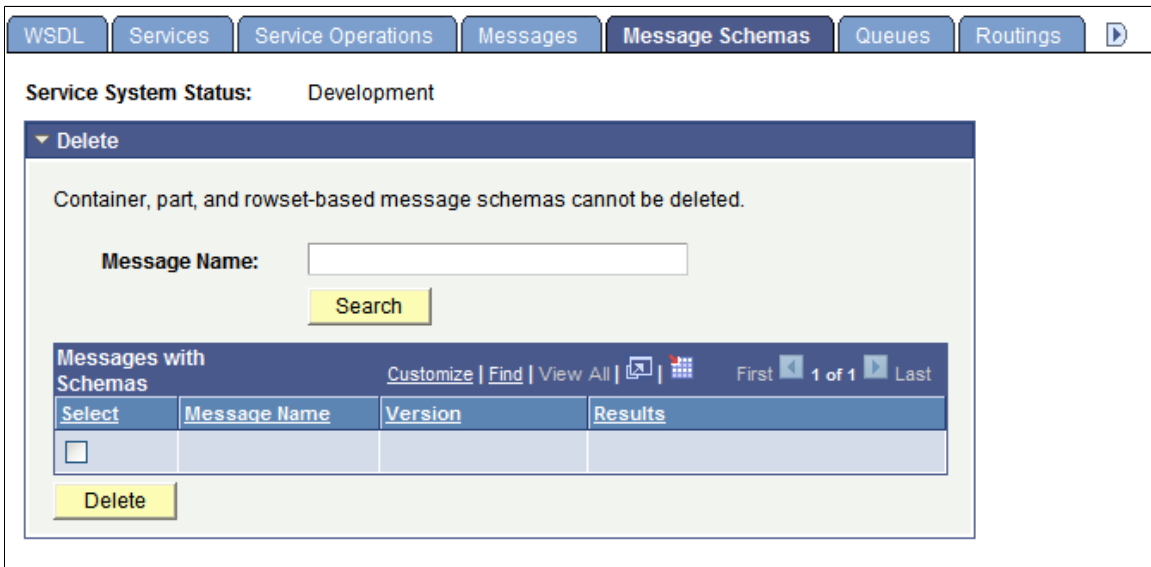 WSDL Services Service Operations Messages Message Schemas Queues Routings
Service System Status: Development
Delete
Container, part, and rowset-based message schemas cannot be deleted.
Message Name:
Search
Messages with
Schemas
Customize | Find | View All | | First 1 of 1 Last
Select Message Name Version Results
Delete